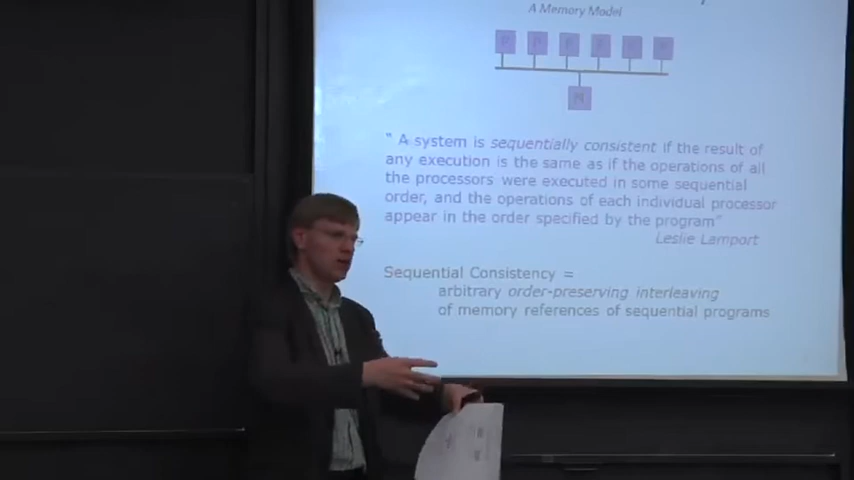 A Memory Model
P P P P P P
M
" A system is sequentially consistent if the result of
any execution is the same as if the operations of all
the processors were executed in some sequential
order, and the operations of each individual processor
appear in the order specified by the program"
Leslie Lamport
Sequential Consistency =
arbitrary order-preserving interleaving
of memory references of sequential programs